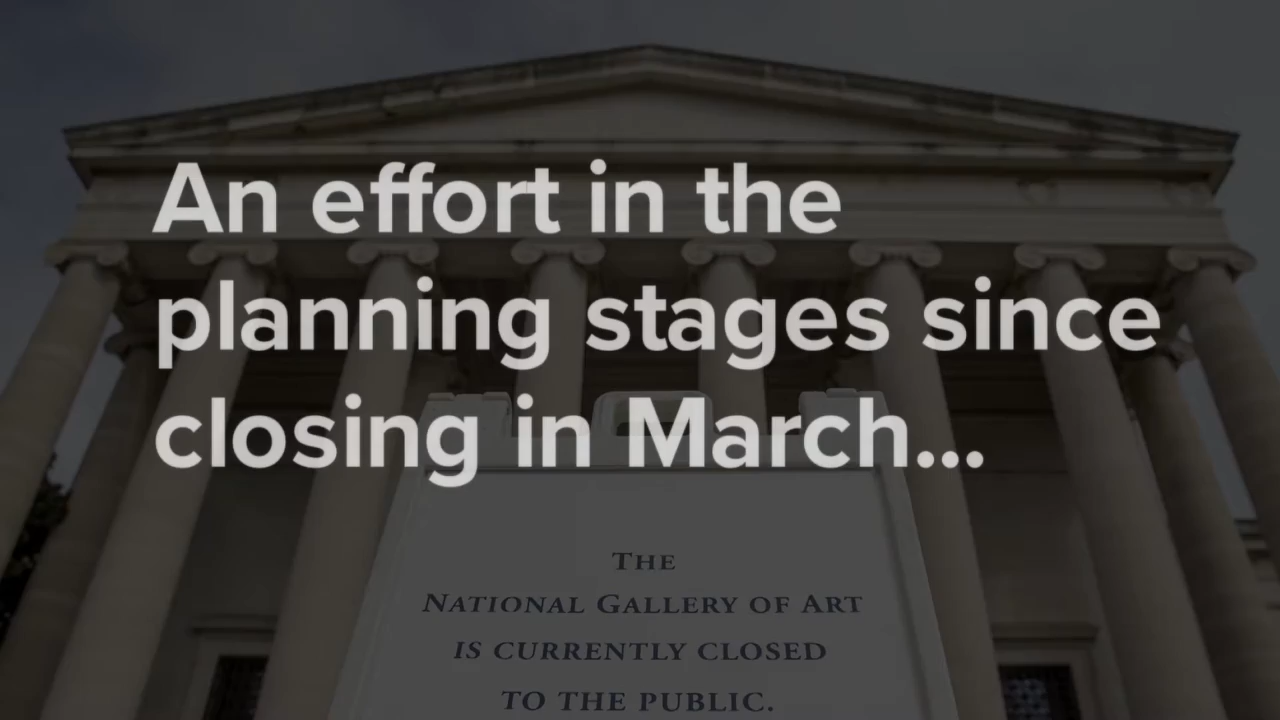 An effort in the
planning stages since
closing in March...
THE
NATIONAL GALLERY OF ART
IS CURRENTLY CLOSED
TO THE PUBLIC.